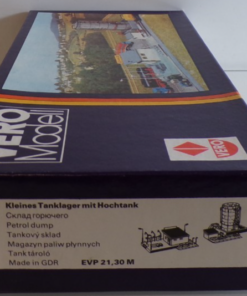 VERO
Modell
VERO
Kleines Tanklager mit Hochtank
Склад горючего
Petrol dump
Tankový sklad
Magazyn paliw płynnych
Tanktároló
Made in GDR EVP 21,30 M